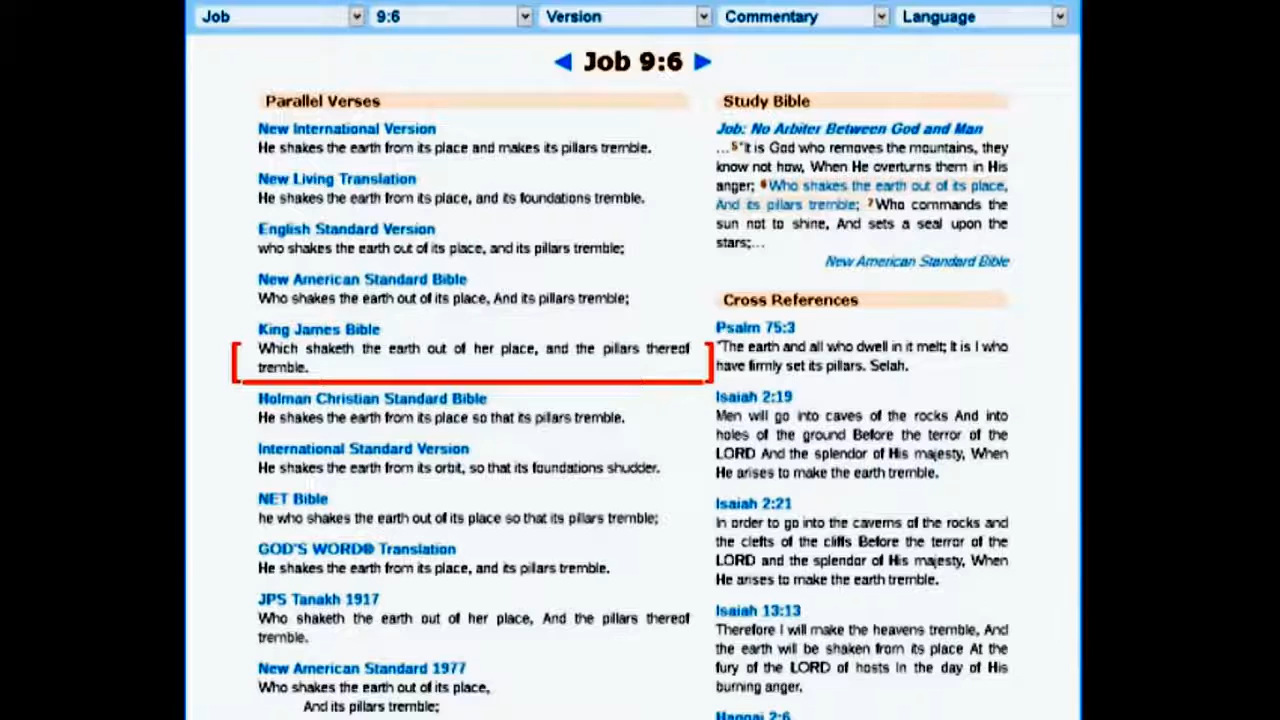 Job
9:6
Version
Commentary
Language
Job 9:6
Parallel Verses
New International Version
He shakes the earth from its place and makes its pillars tremble.
New Living Translation
He shakes the earth from its place, and its foundations tremble.
English Standard Version
who shakes the earth out of its place, and its pillars tremble;
New American Standard Bible
Who shakes the earth out of its place, And its pillars tremble;
King James Bible
Which shaketh the earth out of her place, and the pillars thereof
tremble.
Holman Christian Standard Bible
He shakes the earth from its place so that its pillars tremble.
International Standard Version
He shakes the earth from its orbit, so that its foundations shudder.
NET Bible
he who shakes the earth out of its place so that its pillars tremble;
GOD'S WORD® Translation
He shakes the earth from its place, and its pillars tremble.
JPS Tanakh 1917
Who shaketh the earth out of her place, And the pillars thereof
tremble.
New American Standard 1977
Who shakes the earth out of its place,
And its pillars tremble;
Study Bible
Job: No Arbiter Between God and Man
...5"It is God who removes the mountains, they
know not how, When He overturns them in His
anger; 6Who shakes the earth out of its place,
And its pillars tremble; 7Who commands the
sun not to shine, And sets a seal upon the
stars;...
New American Standard Bible
Cross References
Psalm 75:3
"The earth and all who dwell in it melt; It is I who
have firmly set its pillars. Selah.
Isaiah 2:19
Men will go into caves of the rocks And into
holes of the ground Before the terror of the
LORD And the splendor of His majesty, When
He arises to make the earth tremble.
Isaiah 2:21
In order to go into the caverns of the rocks and
the clefts of the cliffs Before the terror of the
LORD and the splendor of His majesty, When
He arises to make the earth tremble.
Isaiah 13:13
Therefore I will make the heavens tremble, And
the earth will be shaken from its place At the
fury of the LORD of hosts In the day of His
burning anger.
Haggai 2:6